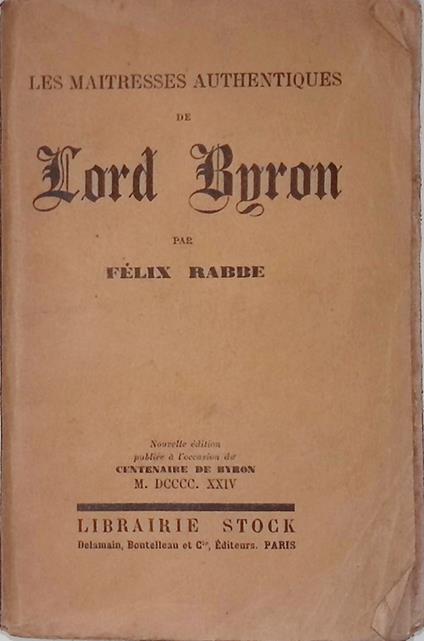 LES MAITRESSES AUTHENTIQUES
DE
Lord Byron
PAR
FÉLIX RABBE
Nouvelle édition
publiée à l'occasion du
CENTENAIRE DE BYRON
M. DCCCC. XXIV
LIBRAIRIE STOCK
Delamain, Boutelleau et Cie, Éditeurs. PARIS